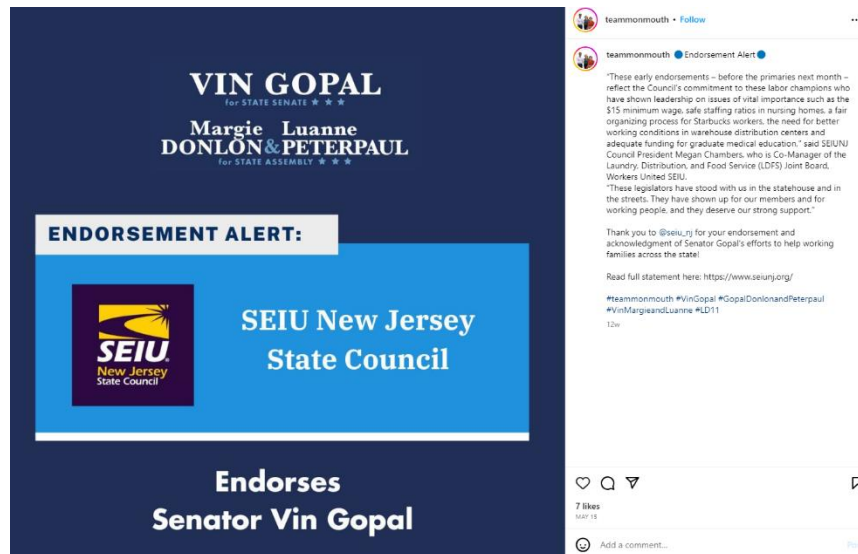 VIN GOPAL
for STATE SENATE ★ ★ ★
Margie Luanne
DONLON & PETERPAUL
for STATE ASSEMBLY ★ ★ ★
ENDORSEMENT ALERT:
SEIU
New Jersey
State Council
SEIU New Jersey
State Council
Endorses
Senator Vin Gopal
teammonmouth • Follow
teammonmouth 🔵Endorsement Alert🔵
"These early endorsements – before the primaries next month –
reflect the Council's commitment to these labor champions who
have shown leadership on issues of vital importance such as the
$15 minimum wage, safe staffing ratios in nursing homes, a fair
organizing process for Starbucks workers, the need for better
working conditions in warehouse distribution centers and
adequate funding for graduate medical education," said SEIUNJ
Council President Megan Chambers, who is Co-Manager of the
Laundry, Distribution, and Food Service (LDFS) Joint Board,
Workers United SEIU.
"These legislators have stood with us in the statehouse and in
the streets. They have shown up for our members and for
working people, and they deserve our strong support."
Thank you to @seiu_nj for your endorsement and
acknowledgment of Senator Gopal's efforts to help working
families across the state!
Read full statement here: https://www.seiunj.org/
#teammonmouth #VinGopal #GopalDonlonandPeterpaul
#VinMargieandLuanne #LD11
12w
7 likes
Add a comment...